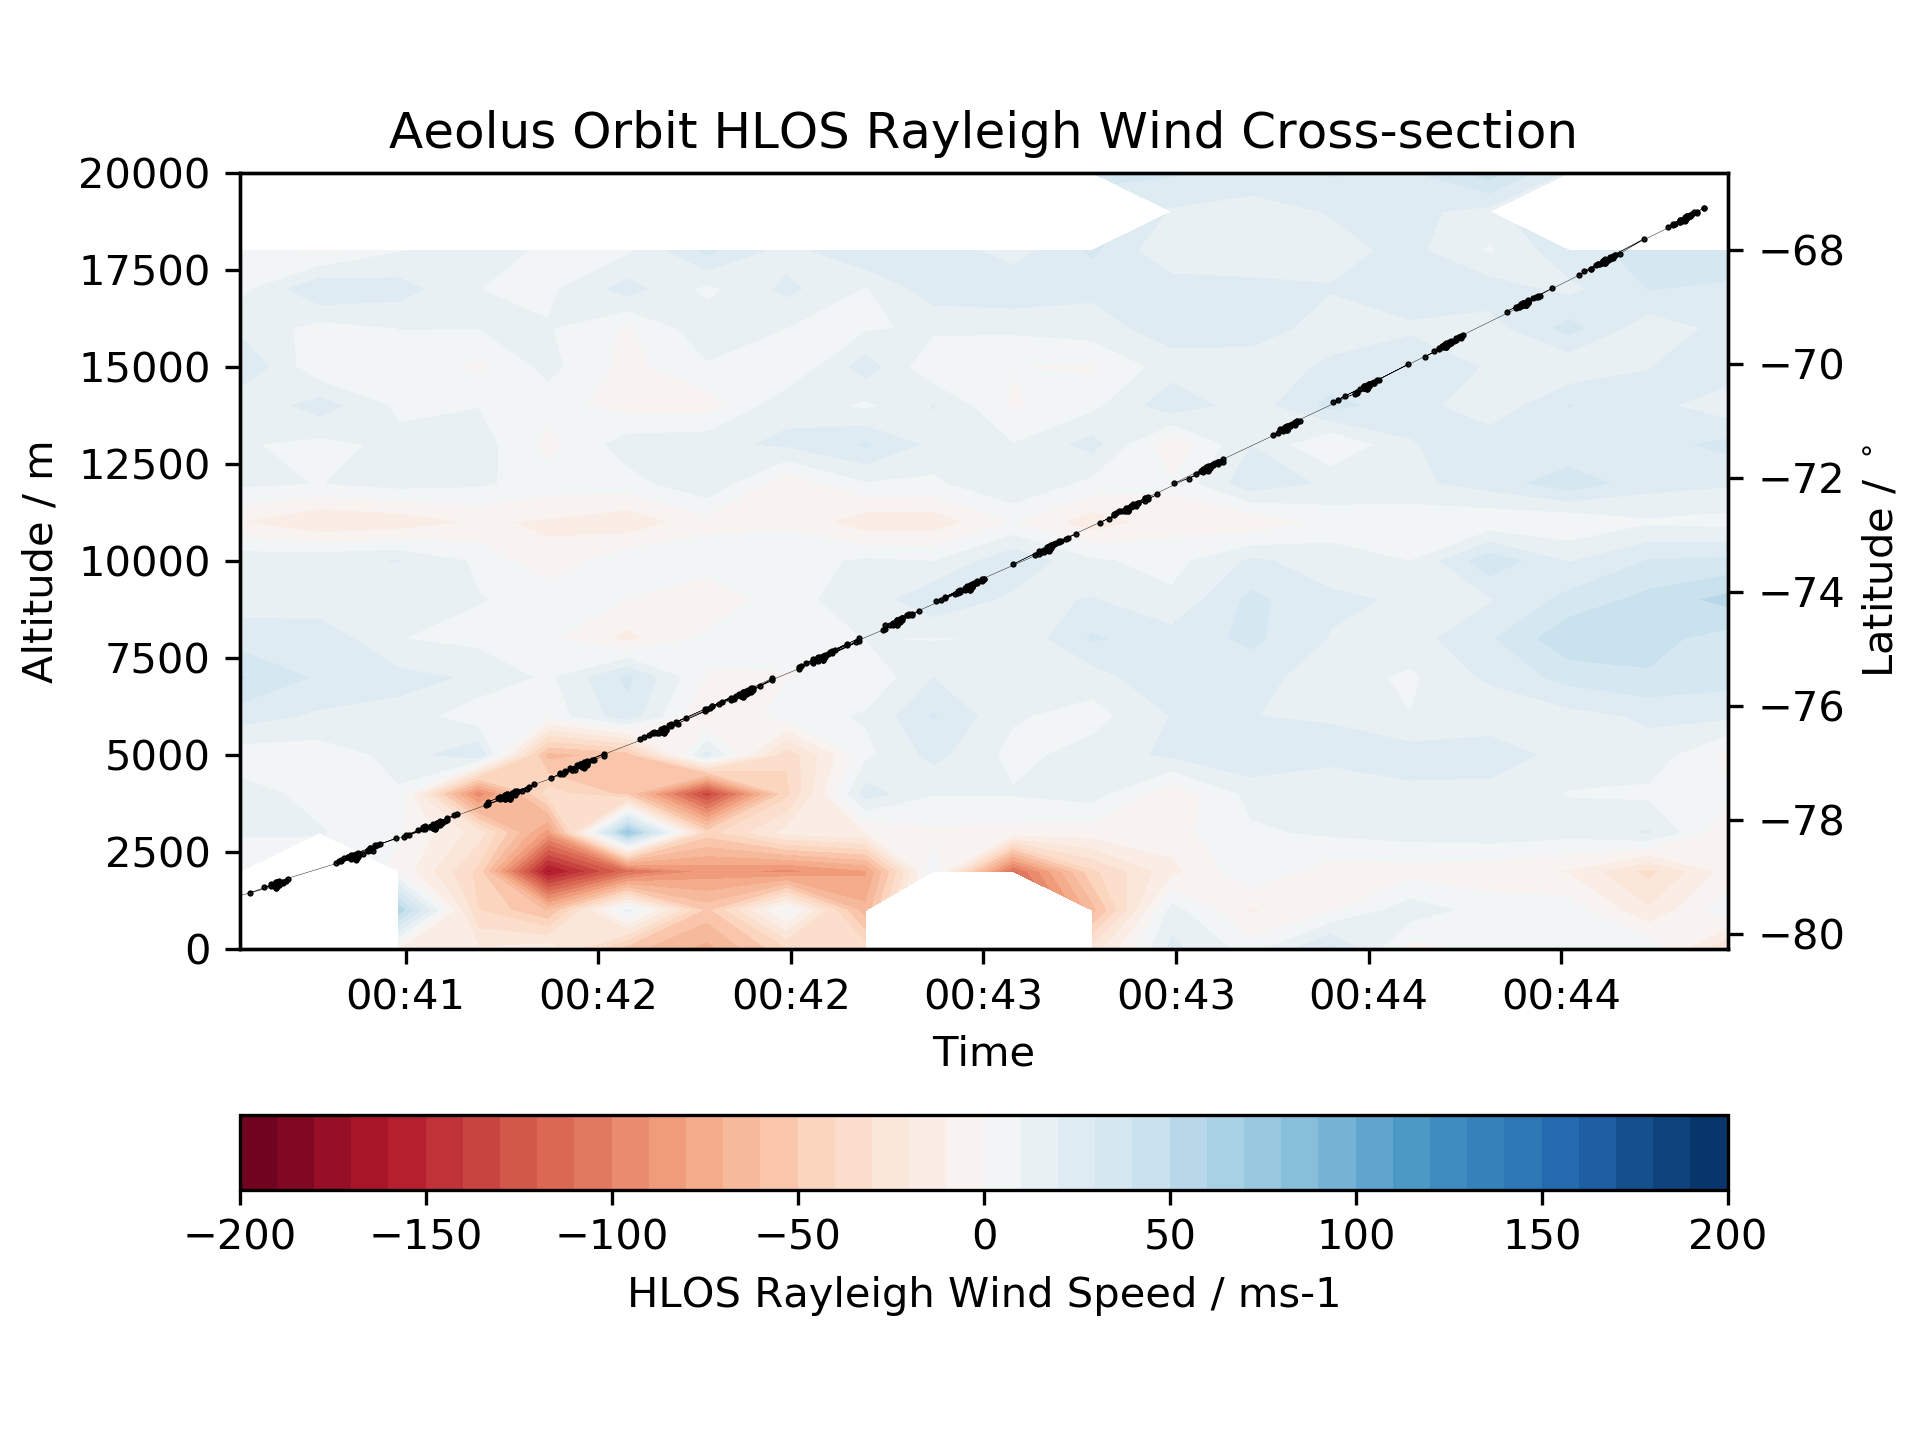 Aeolus Orbit HLOS Rayleigh Wind Cross-section
Altitude / m
20000
17500
15000
12500
10000
7500
5000
2500
0
−68
−70
−72
−74
−76
−78
−80
Latitude / °
00:41 00:42 00:42 00:43 00:43 00:44 00:44
Time
−200 −150 −100 −50 0 50 100 150 200
HLOS Rayleigh Wind Speed / ms-1